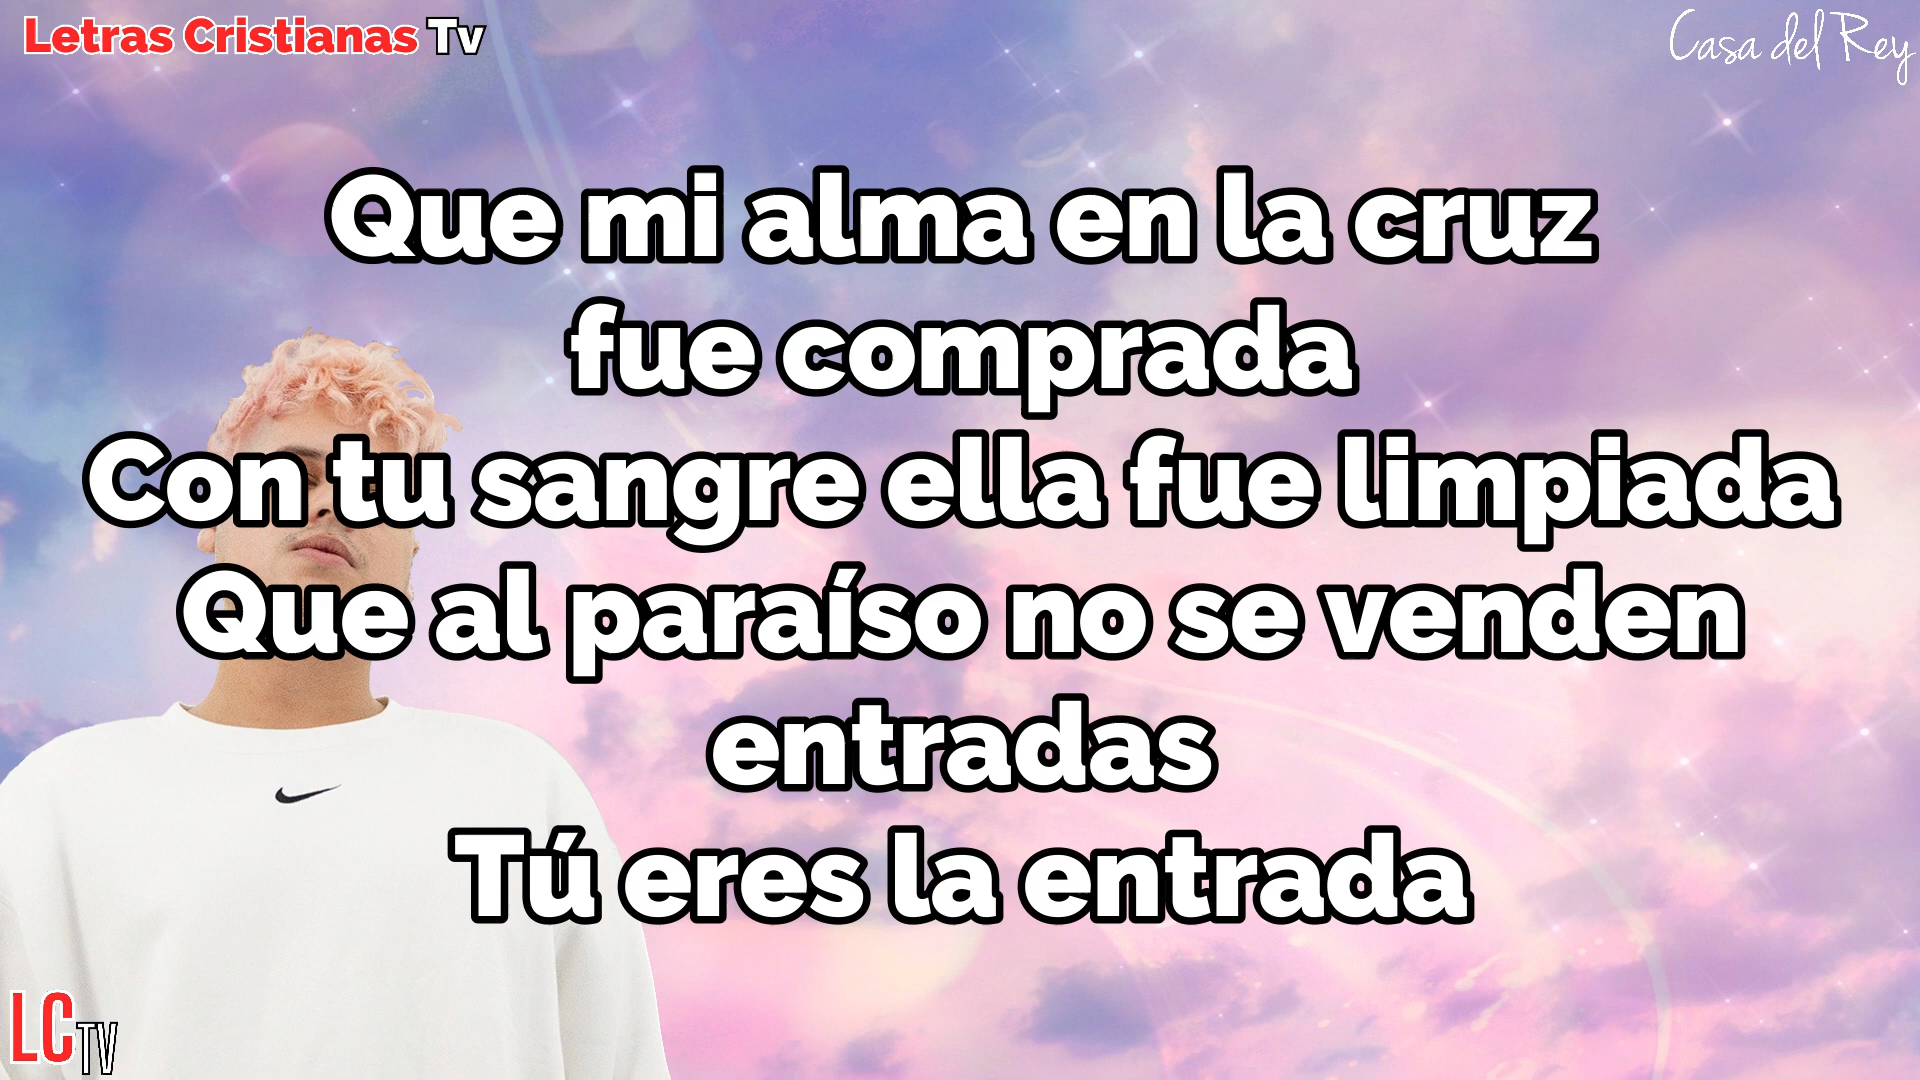 Letras Cristianas Tv
Casa del Rey
Que mi alma en la cruz
fue comprada
Con tu sangre ella fue limpiada
Que al paraíso no se venden
entradas
Tú eres la entrada
LC TV